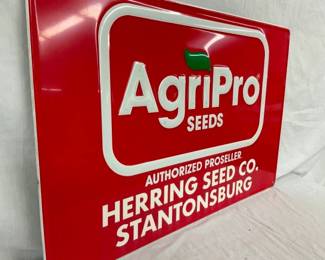 AgriPro
SEEDS
AUTHORIZED PROSELLER
HERRING SEED CO.
STANTONSBURG